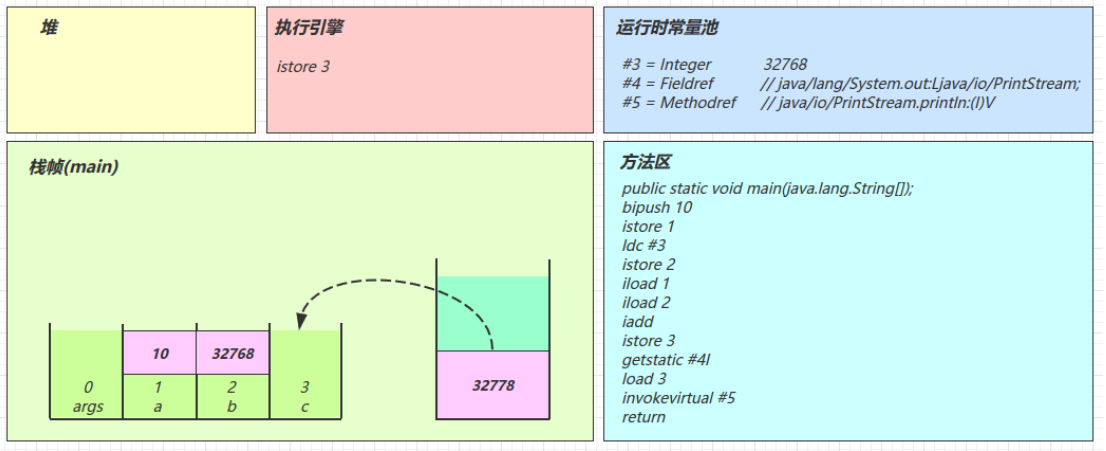 堆
执行引擎
istore 3
运行时常量池
#3 = Integer 32768
#4 = Fieldref // java/lang/System.out:Ljava/io/PrintStream;
#5 = Methodref // java/io/PrintStream.println:(I)V
栈帧(main)
10 32768
0 1 2 3
args a b c
32778
方法区
public static void main(java.lang.String[]);
bipush 10
istore 1
ldc #3
istore 2
iload 1
iload 2
iadd
istore 3
getstatic #4I
load 3
invokevirtual #5
return